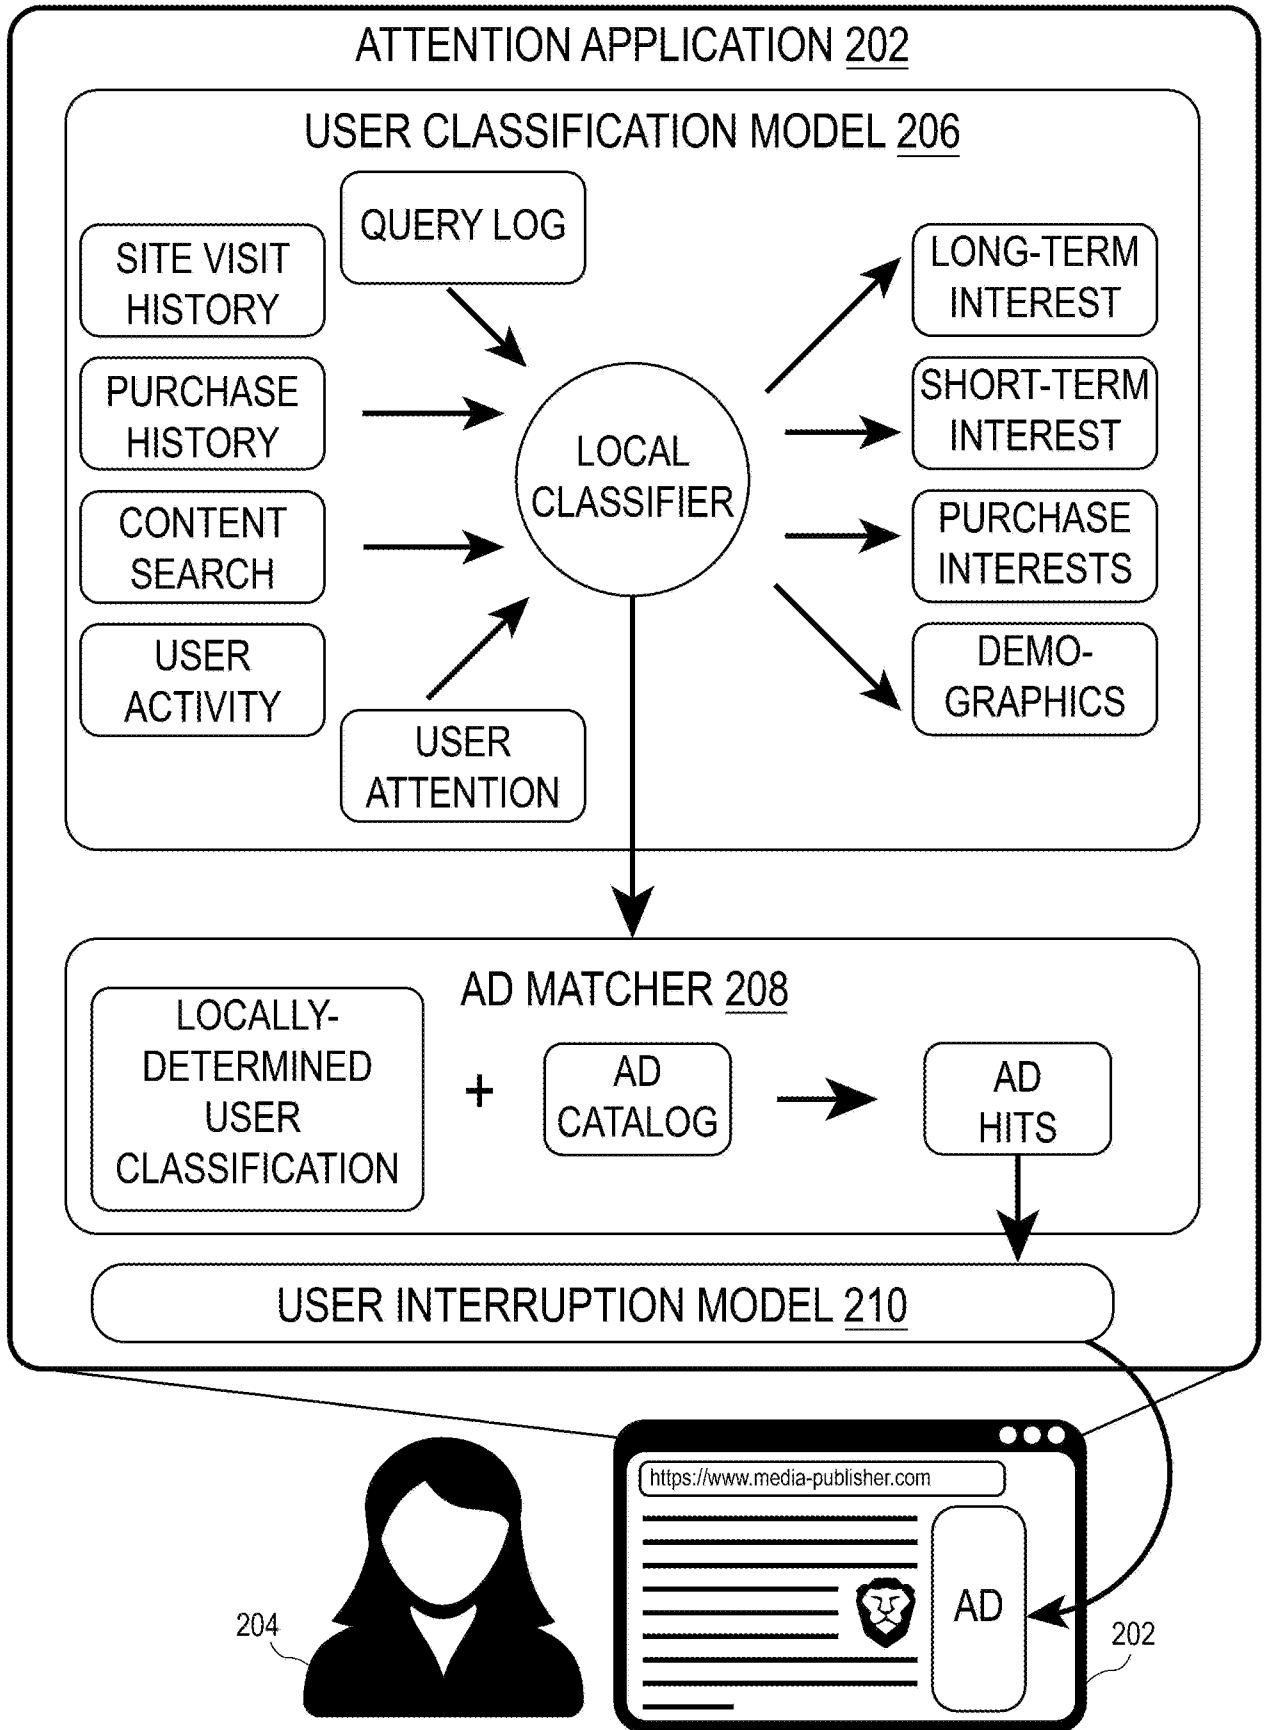 ATTENTION APPLICATION 202
USER CLASSIFICATION MODEL 206
QUERY LOG
SITE VISIT
HISTORY
PURCHASE
HISTORY
CONTENT
SEARCH
USER
ACTIVITY
USER
ATTENTION
LOCAL
CLASSIFIER
LONG-TERM
INTEREST
SHORT-TERM
INTEREST
PURCHASE
INTERESTS
DEMO-
GRAPHICS
AD MATCHER 208
LOCALLY-
DETERMINED
USER
CLASSIFICATION
+
AD
CATALOG
AD
HITS
USER INTERRUPTION MODEL 210
https://www.media-publisher.com
AD
204
202